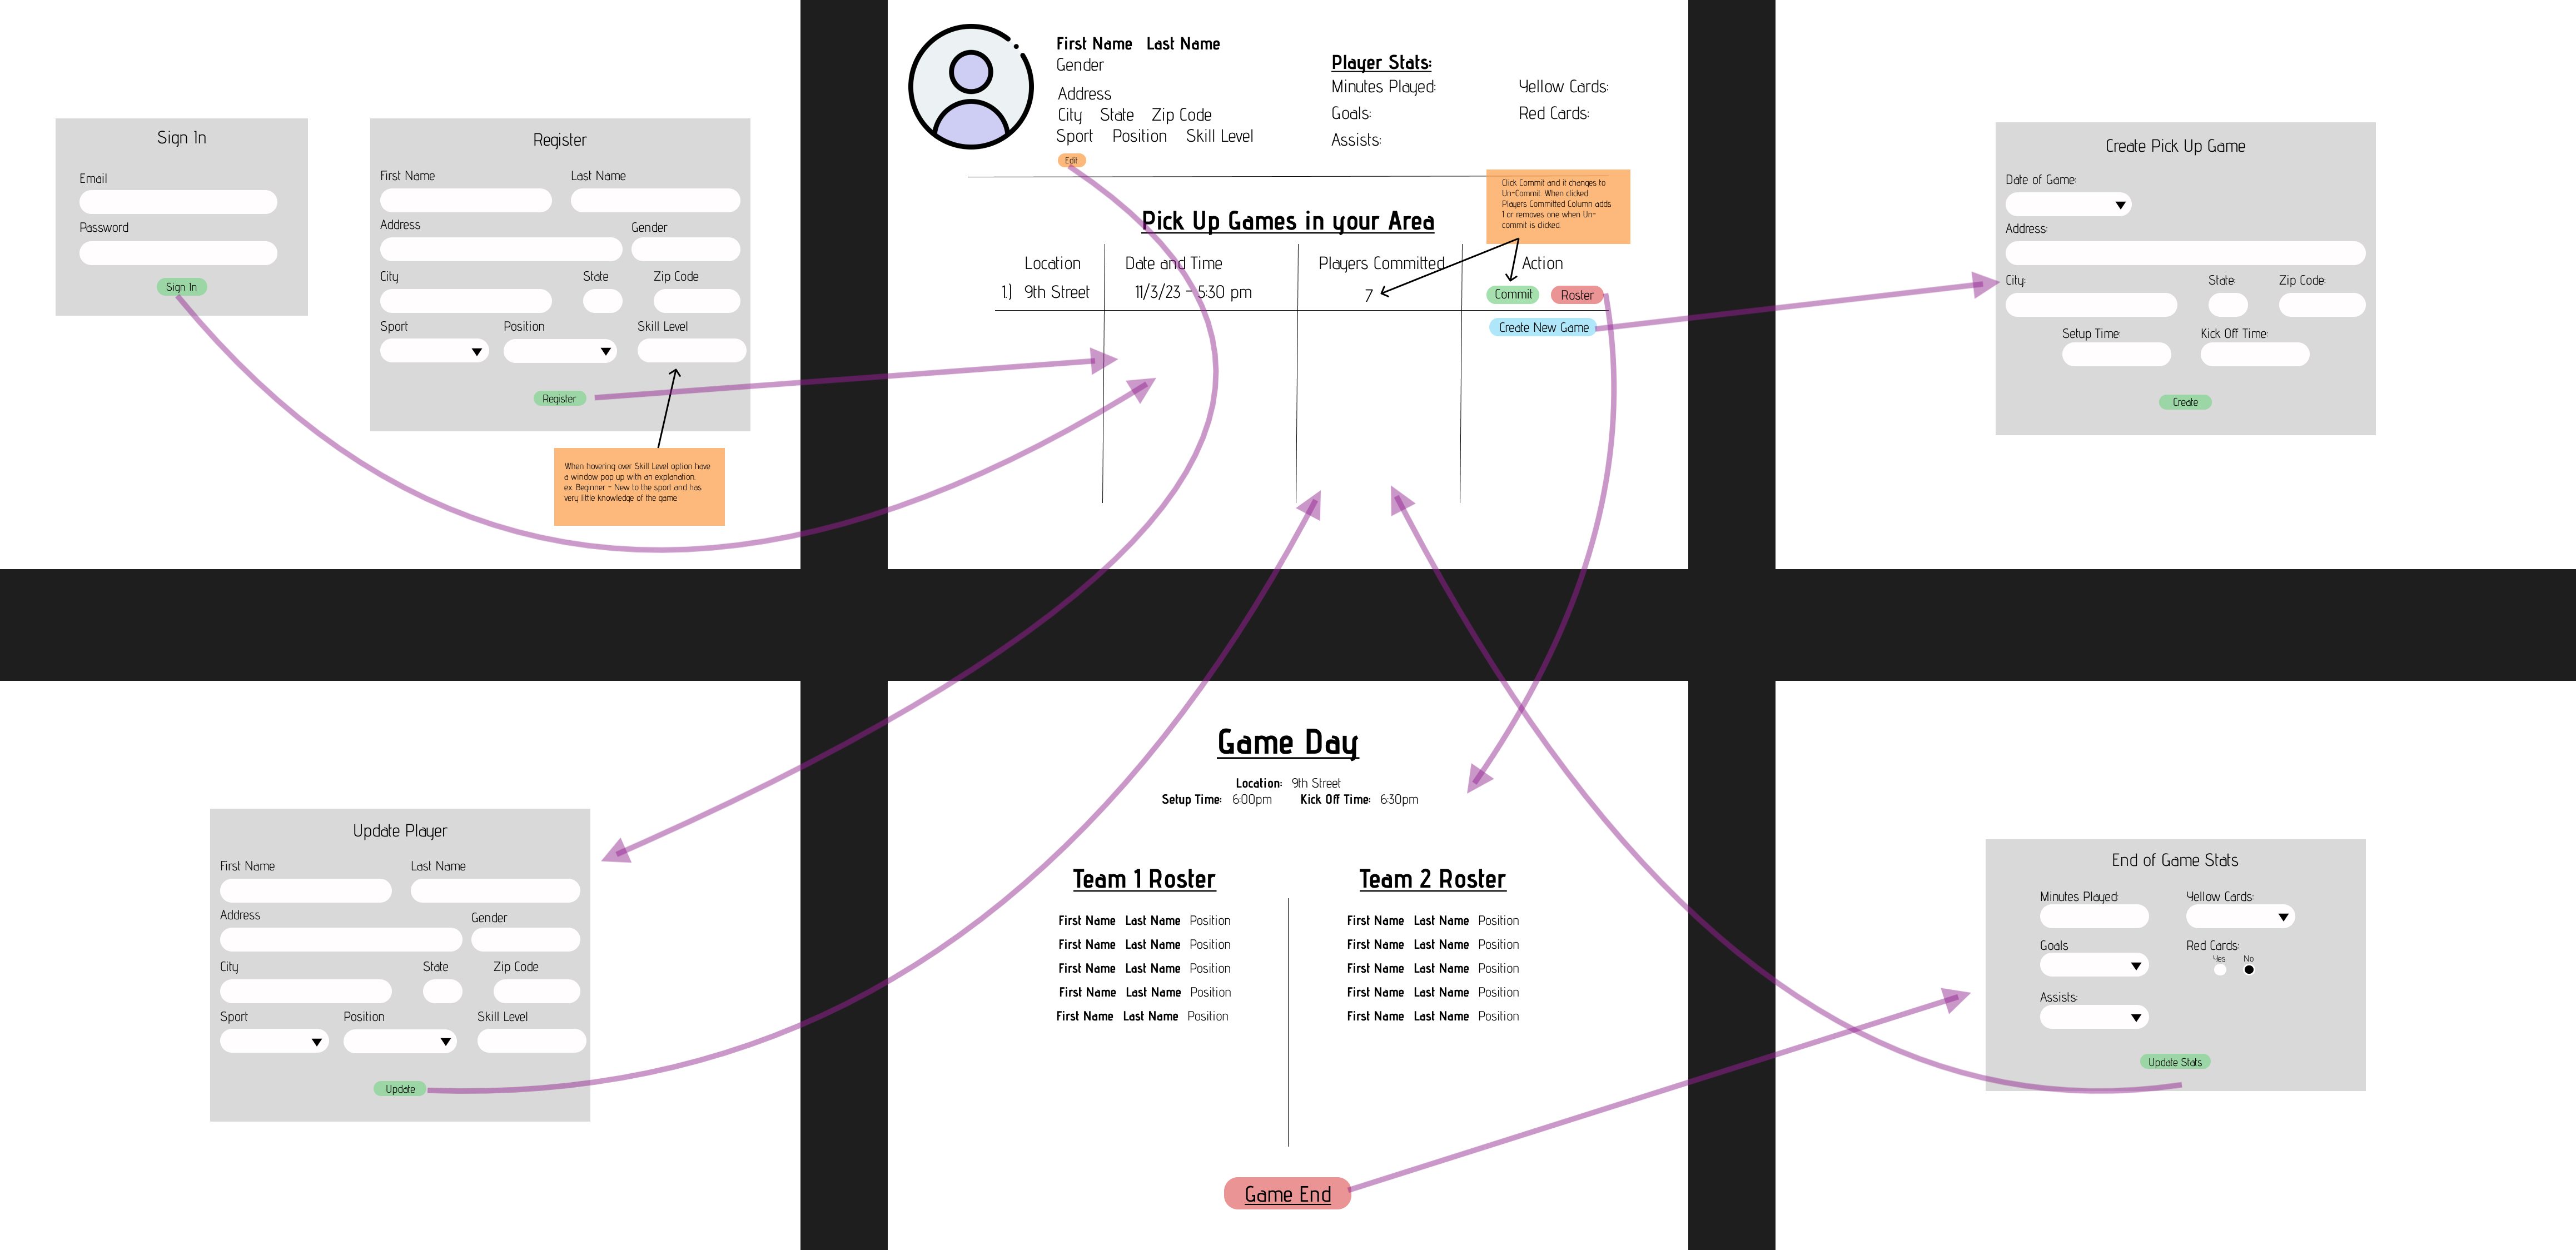 Sign In
Email
Password
Sign In
Register
First Name Last Name
Address Gender
City State Zip Code
Sport Position Skill Level
Register
When hovering over Skill Level option have
a window pop up with an explanation.
ex. Beginner - New to the sport and has
very little knowledge of the game.
First Name Last Name
Gender
Address
City State Zip Code
Sport Position Skill Level
Edit
Player Stats:
Minutes Played: Yellow Cards:
Goals: Red Cards:
Assists:
Click Commit and it changes to
Un-Commit. When clicked
Players Committed Column adds
1 or removes one when Un-
commit is clicked.
Pick Up Games in your Area
Location Date and Time Players Committed Action
1.) 9th Street 11/3/23 - 5:30 pm 7 Commit Roster
Create New Game
Create Pick Up Game
Date of Game:
Address:
City: State: Zip Code:
Setup Time: Kick Off Time:
Create
Update Player
First Name Last Name
Address Gender
City State Zip Code
Sport Position Skill Level
Update
Game Day
Location: 9th Street
Setup Time: 6:00pm Kick Off Time: 6:30pm
Team 1 Roster Team 2 Roster
First Name Last Name Position First Name Last Name Position
First Name Last Name Position First Name Last Name Position
First Name Last Name Position First Name Last Name Position
First Name Last Name Position First Name Last Name Position
First Name Last Name Position First Name Last Name Position
Game End
End of Game Stats
Minutes Played: Yellow Cards:
Goals Red Cards:
Yes No
Assists:
Update Stats